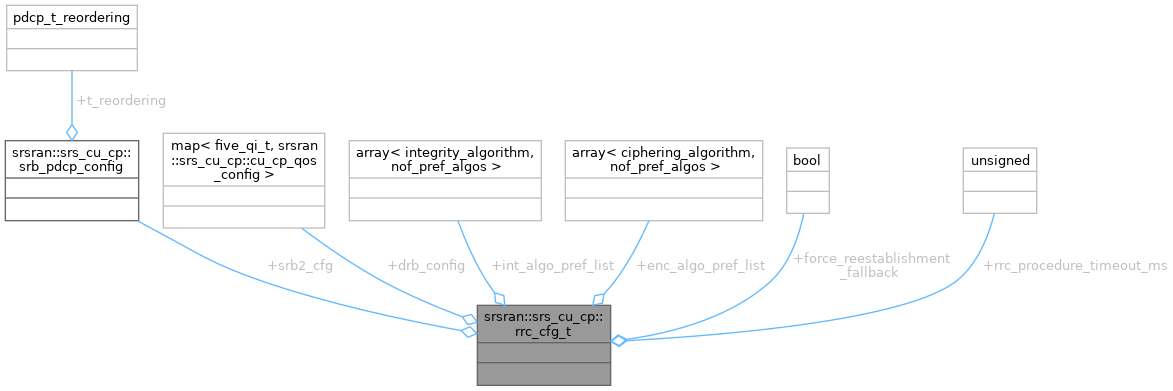 pdcp_t_reordering
+t_reordering
srsran::srs_cu_cp::
srb_pdcp_config
map< five_qi_t, srsran
::srs_cu_cp::cu_cp_qos
_config >
array< integrity_algorithm,
nof_pref_algos >
array< ciphering_algorithm,
nof_pref_algos >
bool
unsigned
+srb2_cfg
+drb_config
+int_algo_pref_list
+enc_algo_pref_list
+force_reestablishment
_fallback
+rrc_procedure_timeout_ms
srsran::srs_cu_cp::
rrc_cfg_t